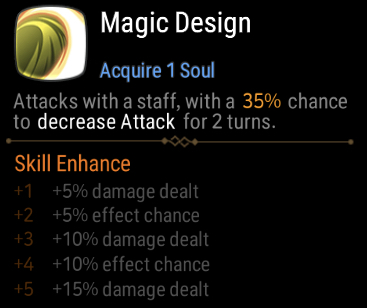 Magic Design
Acquire 1 Soul
Attacks with a staff, with a 35% chance
to decrease Attack for 2 turns.
Skill Enhance
+1 +5% damage dealt
+2 +5% effect chance
+3 +10% damage dealt
+4 +10% effect chance
+5 +15% damage dealt